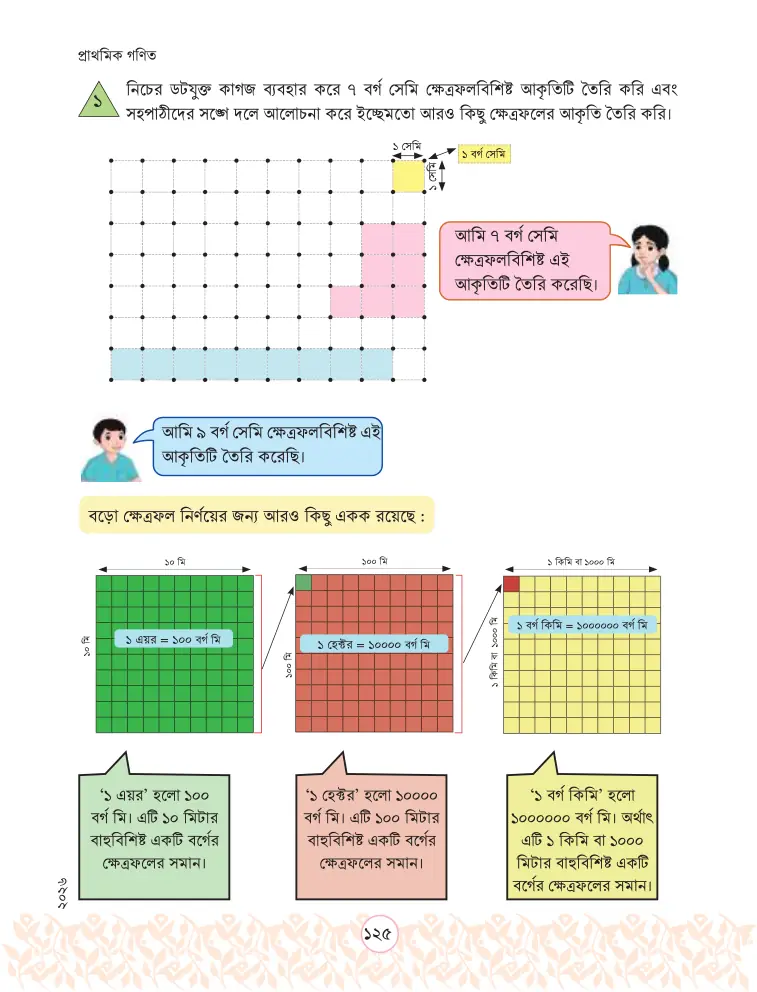 প্রাথমিক গণিত
১
নিচের ডটযুক্ত কাগজ ব্যবহার করে ৭ বর্গ সেমি ক্ষেত্রফলবিশিষ্ট আকৃতিটি তৈরি করি এবং
সহপাঠীদের সঙ্গে দলে আলোচনা করে ইচ্ছেমতো আরও কিছু ক্ষেত্রফলের আকৃতি তৈরি করি।
১ সেমি
১ বর্গ সেমি
১ সেমি
আমি ৭ বর্গ সেমি
ক্ষেত্রফলবিশিষ্ট এই
আকৃতিটি তৈরি করেছি।
আমি ৯ বর্গ সেমি ক্ষেত্রফলবিশিষ্ট এই
আকৃতিটি তৈরি করেছি।
বড়ো ক্ষেত্রফল নির্ণয়ের জন্য আরও কিছু একক রয়েছে :
১০ মি
১০ মি
১ এয়র = ১০০ বর্গ মি
১০০ মি
১০০ মি
১ হেক্টর = ১০০০০ বর্গ মি
১ কিমি বা ১০০০ মি
১ কিমি বা ১০০০ মি
১ বর্গ কিমি = ১০০০০০০ বর্গ মি
‘১ এয়র’ হলো ১০০
বর্গ মি। এটি ১০ মিটার
বাহুবিশিষ্ট একটি বর্গের
ক্ষেত্রফলের সমান।
‘১ হেক্টর’ হলো ১০০০০
বর্গ মি। এটি ১০০ মিটার
বাহুবিশিষ্ট একটি বর্গের
ক্ষেত্রফলের সমান।
‘১ বর্গ কিমি’ হলো
১০০০০০০ বর্গ মি। অর্থাৎ
এটি ১ কিমি বা ১০০০
মিটার বাহুবিশিষ্ট একটি
বর্গের ক্ষেত্রফলের সমান।
২০২৬
১২৫